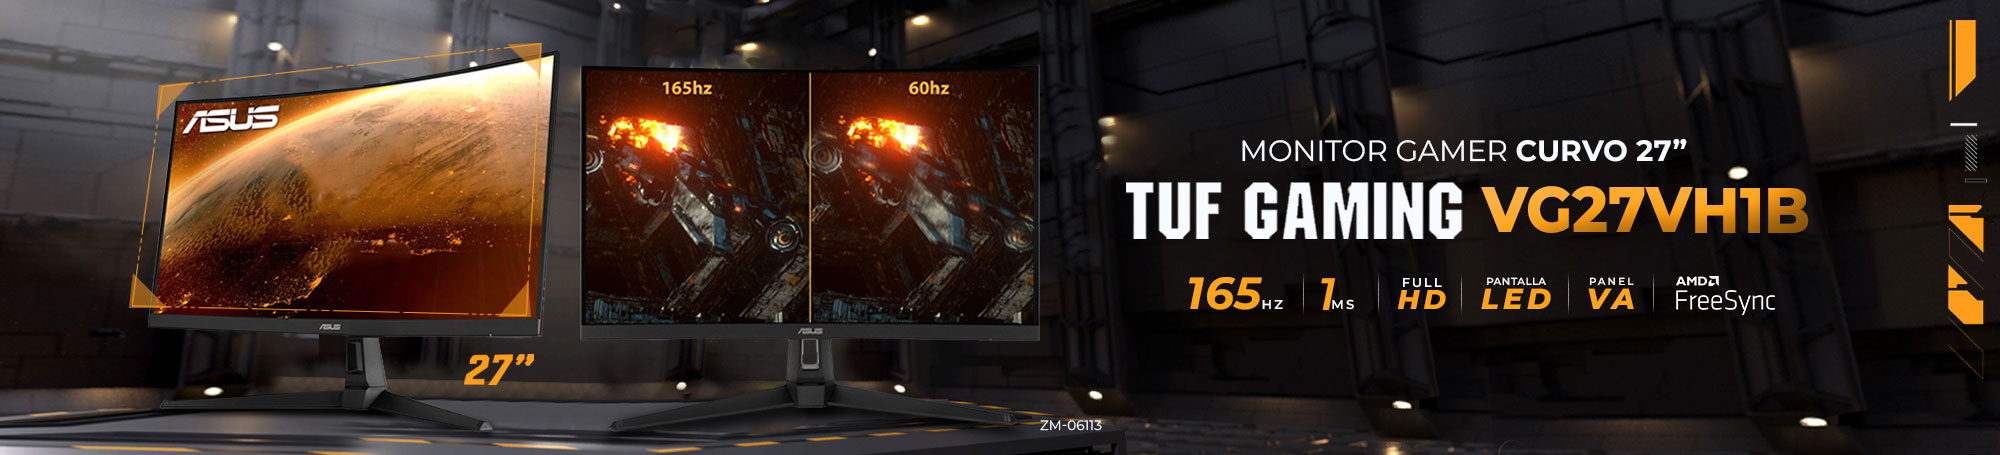 ASUS
ASUS
27”
165hz
60hz
ASUS
ZM-06113
MONITOR GAMER CURVO 27”
TUF GAMING VG27VH1B
165HZ
1MS
FULL
HD
PANTALLA
LED
PANEL
VA
AMD
FreeSync